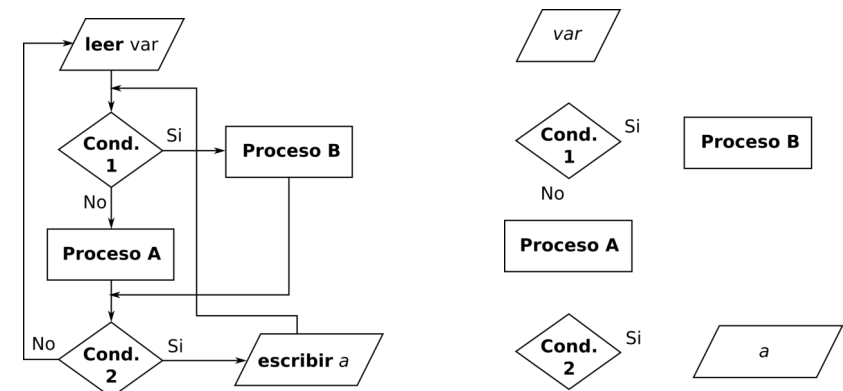 leer var
Cond.
1
Si
Proceso B
No
Proceso A
No
Cond.
2
Si
escribir a
var
Cond.
1
Si
Proceso B
No
Proceso A
Cond.
2
Si
a